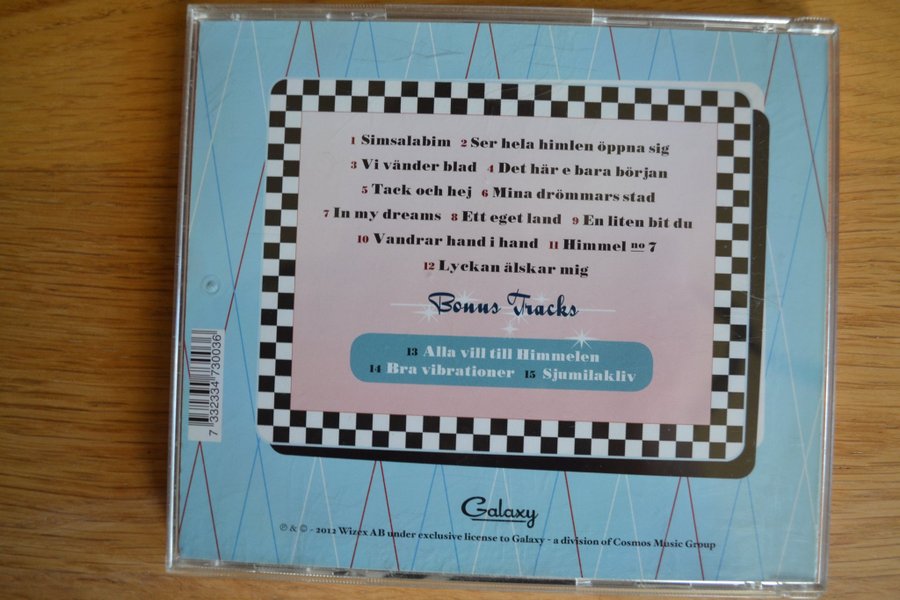 1 Simsalabim 2 Ser hela himlen öppna sig
3 Vi vänder blad 4 Det här e bara början
5 Tack och hej 6 Mina drömmars stad
7 In my dreams 8 Ett eget land 9 En liten bit du
10 Vandrar hand i hand 11 Himmel no 7
12 Lyckan älskar mig
Bonus Tracks
13 Alla vill till Himmelen
14 Bra vibrationer 15 Sjumilakliv
7 332334 730036
Galaxy
℗ & © - 2012 Wizex AB under exclusive license to Galaxy - a division of Cosmos Music Group